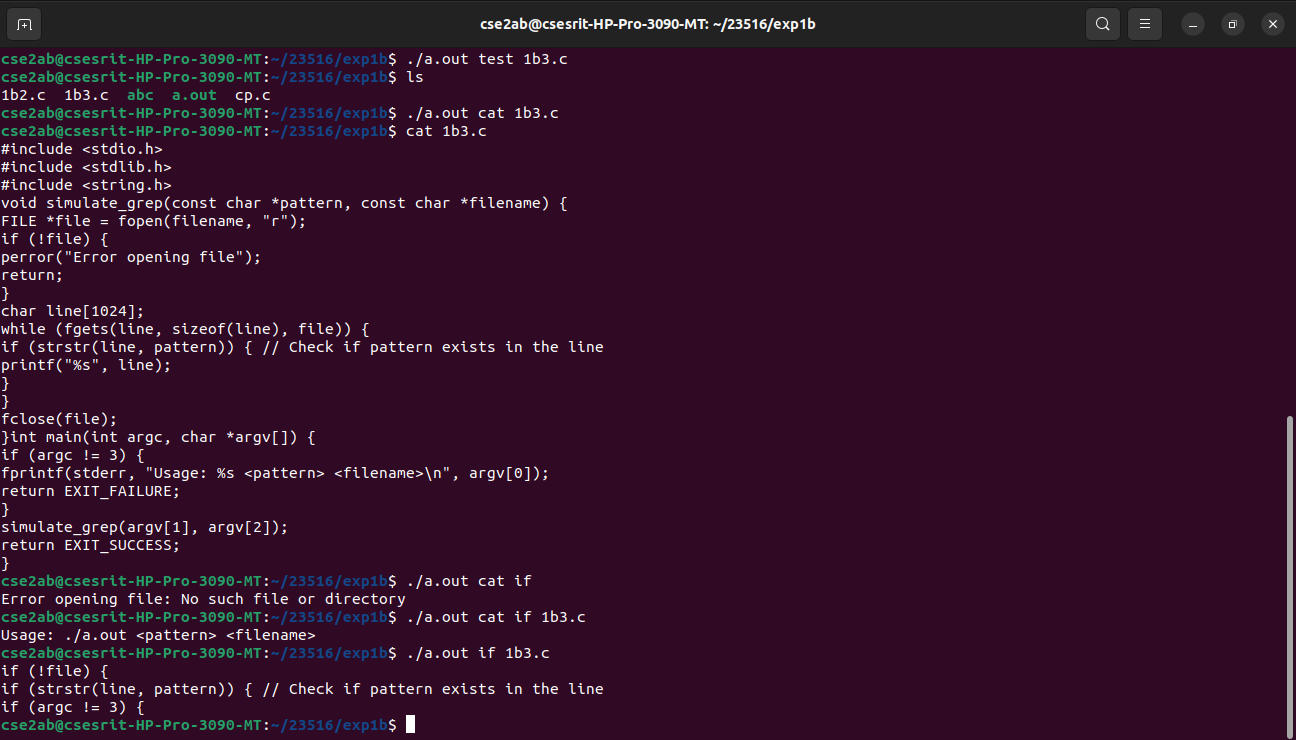 cse2ab@csesrit-HP-Pro-3090-MT: ~/23516/exp1b
cse2ab@csesrit-HP-Pro-3090-MT:~/23516/exp1b$ ./a.out test 1b3.c
cse2ab@csesrit-HP-Pro-3090-MT:~/23516/exp1b$ ls
1b2.c  1b3.c  abc  a.out  cp.c
cse2ab@csesrit-HP-Pro-3090-MT:~/23516/exp1b$ ./a.out cat 1b3.c
cse2ab@csesrit-HP-Pro-3090-MT:~/23516/exp1b$ cat 1b3.c
#include <stdio.h>
#include <stdlib.h>
#include <string.h>
void simulate_grep(const char *pattern, const char *filename) {
FILE *file = fopen(filename, "r");
if (!file) {
perror("Error opening file");
return;
}
char line[1024];
while (fgets(line, sizeof(line), file)) {
if (strstr(line, pattern)) { // Check if pattern exists in the line
printf("%s", line);
}
}
fclose(file);
}int main(int argc, char *argv[]) {
if (argc != 3) {
fprintf(stderr, "Usage: %s <pattern> <filename>\n", argv[0]);
return EXIT_FAILURE;
}
simulate_grep(argv[1], argv[2]);
return EXIT_SUCCESS;
}
cse2ab@csesrit-HP-Pro-3090-MT:~/23516/exp1b$ ./a.out cat if
Error opening file: No such file or directory
cse2ab@csesrit-HP-Pro-3090-MT:~/23516/exp1b$ ./a.out cat if 1b3.c
Usage: ./a.out <pattern> <filename>
cse2ab@csesrit-HP-Pro-3090-MT:~/23516/exp1b$ ./a.out if 1b3.c
if (!file) {
if (strstr(line, pattern)) { // Check if pattern exists in the line
if (argc != 3) {
cse2ab@csesrit-HP-Pro-3090-MT:~/23516/exp1b$